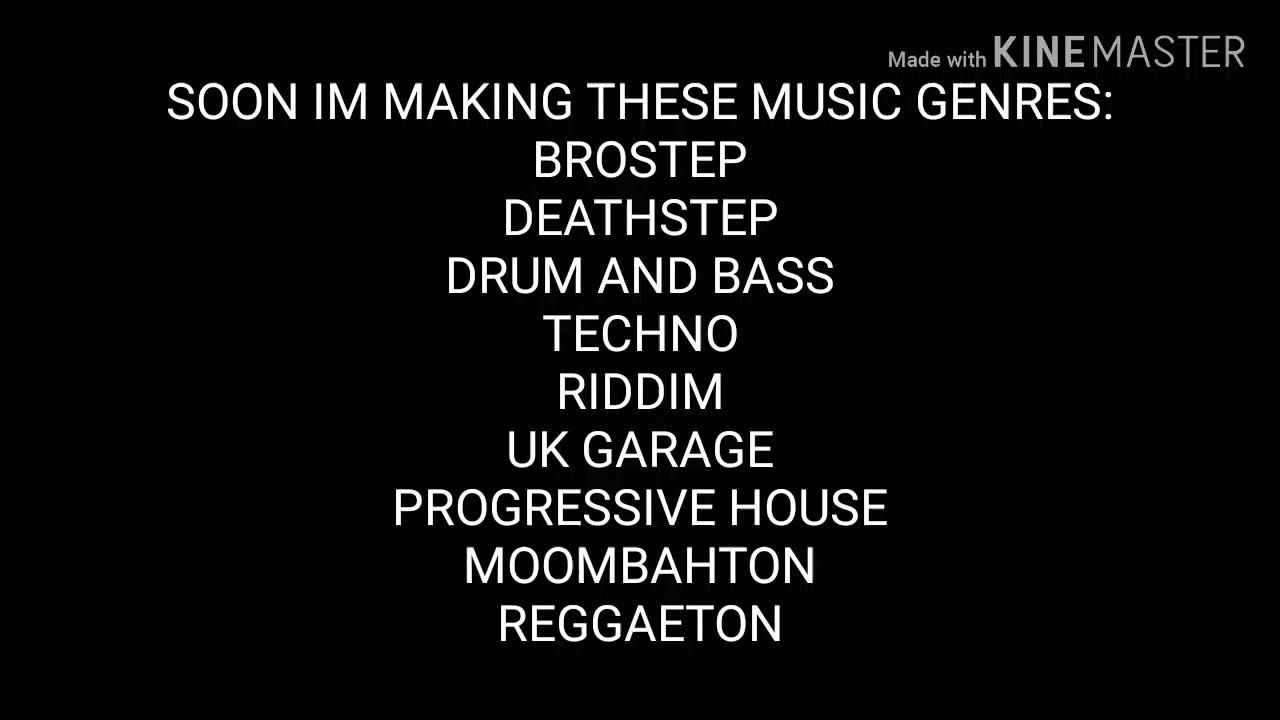 Made with KINEMASTER
SOON IM MAKING THESE MUSIC GENRES:
BROSTEP
DEATHSTEP
DRUM AND BASS
TECHNO
RIDDIM
UK GARAGE
PROGRESSIVE HOUSE
MOOMBAHTON
REGGAETON